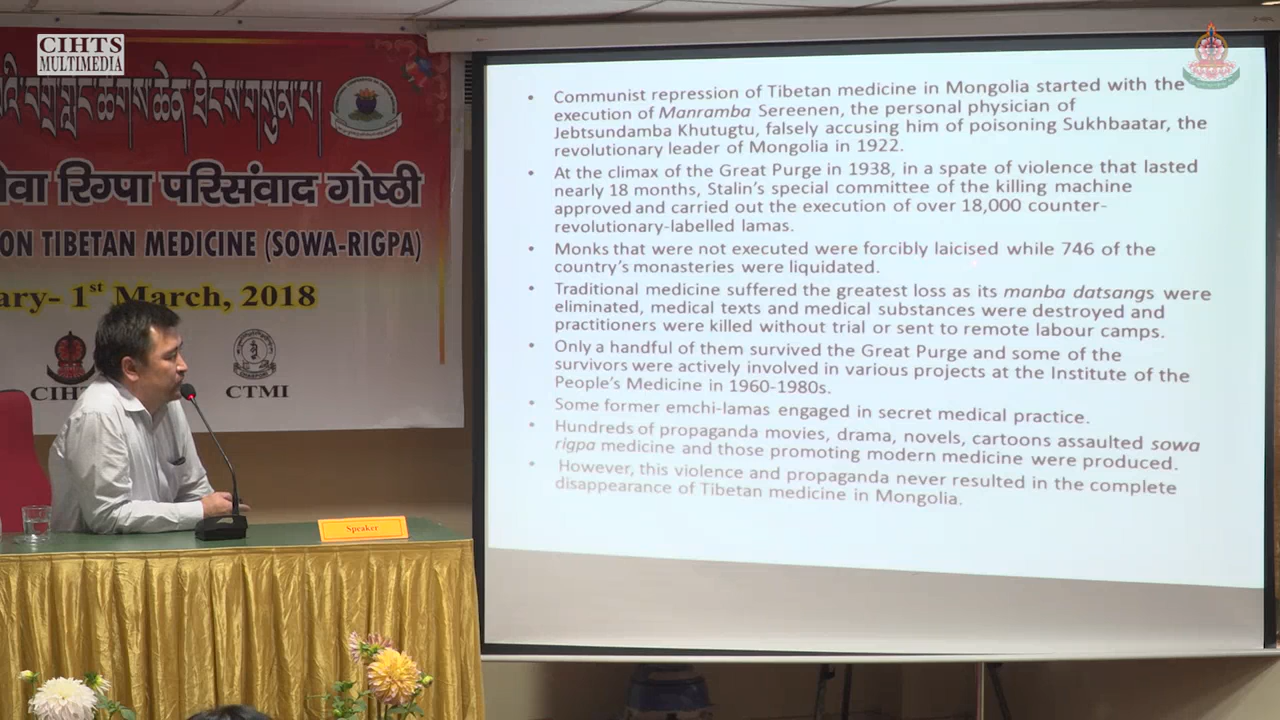 CIHTS
MULTIMEDIA
सोवा रिग्पा परिसंवाद गोष्ठी
ON TIBETAN MEDICINE (SOWA-RIGPA)
ary- 1st March, 2018
CIHT
CTMI
Speaker
• Communist repression of Tibetan medicine in Mongolia started with the
execution of Manramba Sereenen, the personal physician of
Jebtsundamba Khutugtu, falsely accusing him of poisoning Sukhbaatar, the
revolutionary leader of Mongolia in 1922.
• At the climax of the Great Purge in 1938, in a spate of violence that lasted
nearly 18 months, Stalin's special committee of the killing machine
approved and carried out the execution of over 18,000 counter-
revolutionary-labelled lamas.
• Monks that were not executed were forcibly laicised while 746 of the
country's monasteries were liquidated.
• Traditional medicine suffered the greatest loss as its manba datsangs were
eliminated, medical texts and medical substances were destroyed and
practitioners were killed without trial or sent to remote labour camps.
• Only a handful of them survived the Great Purge and some of the
survivors were actively involved in various projects at the Institute of the
People's Medicine in 1960-1980s.
• Some former emchi-lamas engaged in secret medical practice.
• Hundreds of propaganda movies, drama, novels, cartoons assaulted sowa
rigpa medicine and those promoting modern medicine were produced.
• However, this violence and propaganda never resulted in the complete
disappearance of Tibetan medicine in Mongolia.